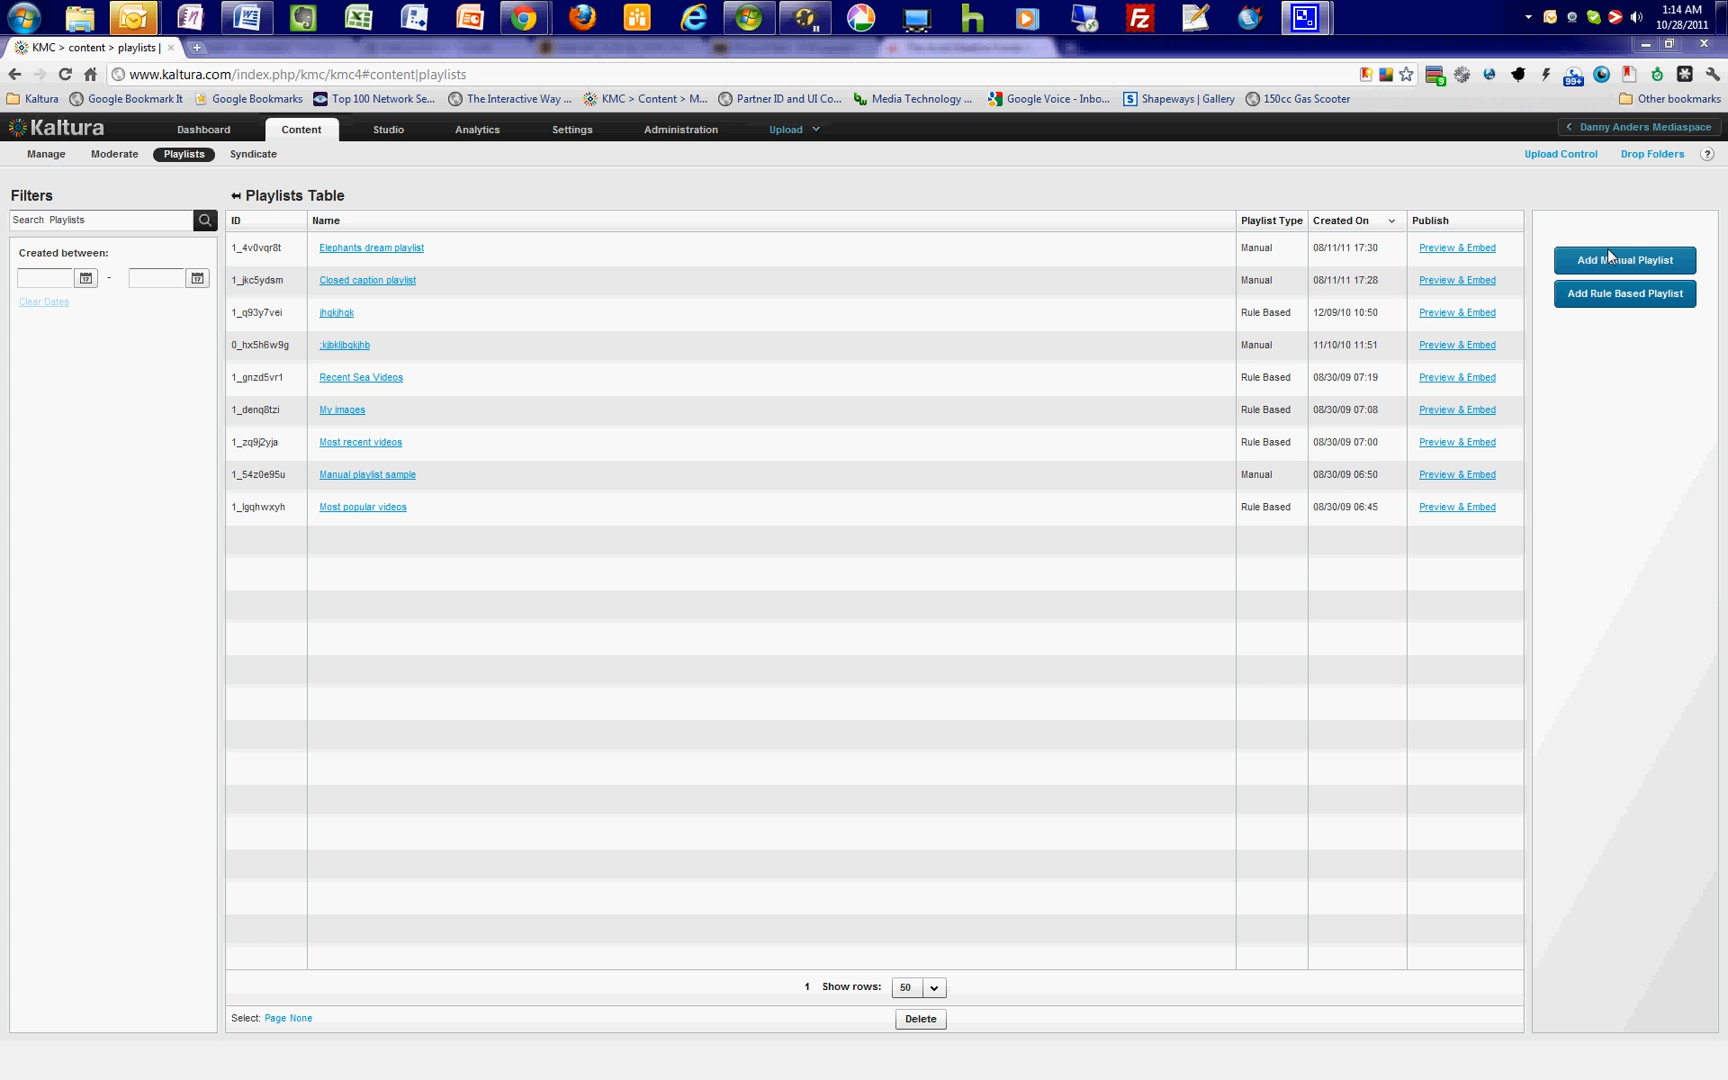 1:14 AM
10/28/2011
KMC > content > playlists |
www.kaltura.com/index.php/kmc/kmc4#content|playlists
99+
Kaltura Google Bookmark It Google Bookmarks Top 100 Network Se... The Interactive Way ... KMC > Content > M... Partner ID and UI Co... Media Technology ... Google Voice - Inbo... Shapeways | Gallery 150cc Gas Scooter Other bookmarks
Kaltura Dashboard Content Studio Analytics Settings Administration Upload Danny Anders Mediaspace
Manage Moderate Playlists Syndicate Upload Control Drop Folders ?
Filters Playlists Table
Search Playlists ID Name Playlist Type Created On Publish
Created between:
-
Clear Dates
1_4v0vqr8t Elephants dream playlist Manual 08/11/11 17:30 Preview & Embed
1_jkc5ydsm Closed caption playlist Manual 08/11/11 17:28 Preview & Embed
1_q93y7vei jhgkjhgk Rule Based 12/09/10 10:50 Preview & Embed
0_hx5h6w9g Manual 11/10/10 11:51 Preview & Embed
1_gnzd5vr1 Recent Sea Videos Rule Based 08/30/09 07:19 Preview & Embed
1_denq8tzi My images Rule Based 08/30/09 07:08 Preview & Embed
1_zq9j2yja Most recent videos Rule Based 08/30/09 07:00 Preview & Embed
1_54z0e95u Manual playlist sample Manual 08/30/09 06:50 Preview & Embed
1_lgqhwxyh Most popular videos Rule Based 08/30/09 06:45 Preview & Embed
Add Manual Playlist
Add Rule Based Playlist
1 Show rows: 50
Select: Page None Delete